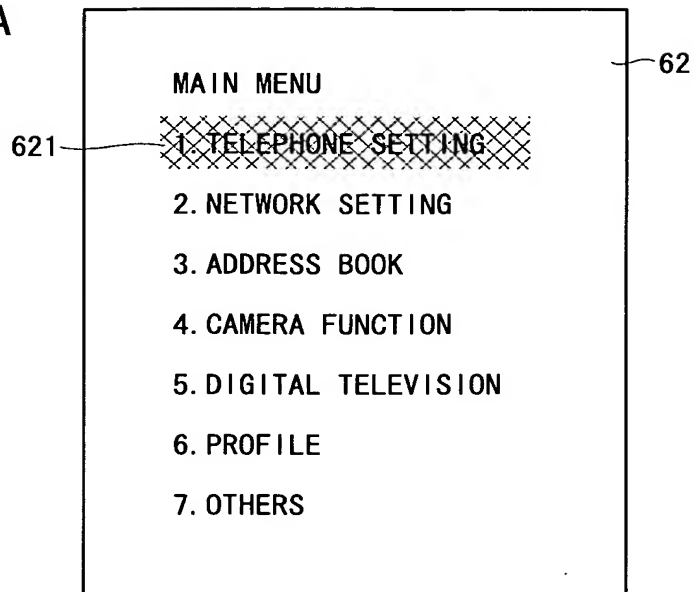 A
62
MAIN MENU
621
1. TELEPHONE SETTING
2. NETWORK SETTING
3. ADDRESS BOOK
4. CAMERA FUNCTION
5. DIGITAL TELEVISION
6. PROFILE
7. OTHERS